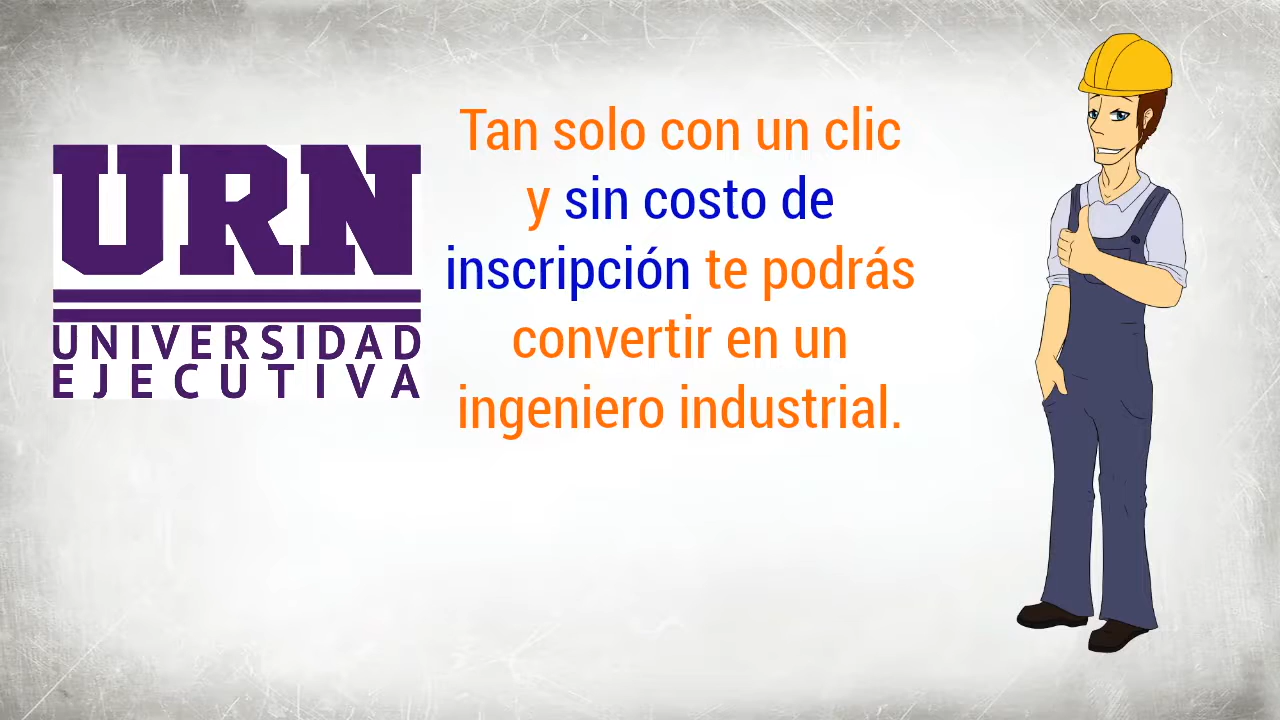 URN
UNIVERSIDAD
EJECUTIVA
Tan solo con un clic
y sin costo de
inscripción te podrás
convertir en un
ingeniero industrial.